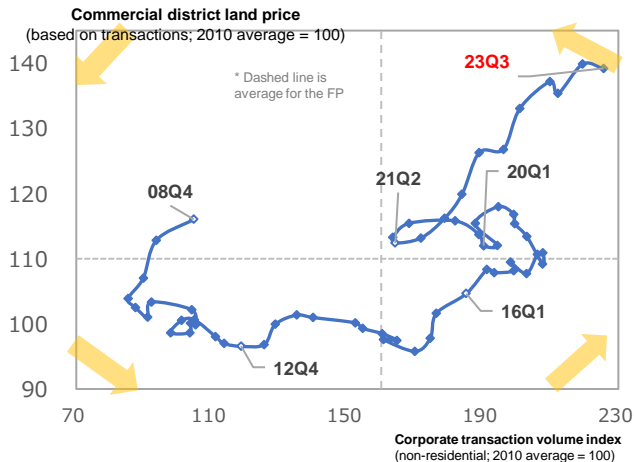 Commercial district land price
(based on transactions; 2010 average = 100)
140
23Q3
* Dashed line is
average for the FP
130
21Q2
20Q1
120
08Q4
110
100
16Q1
12Q4
90
70
110
150
190
230
Corporate transaction volume index
(non-residential; 2010 average = 100)